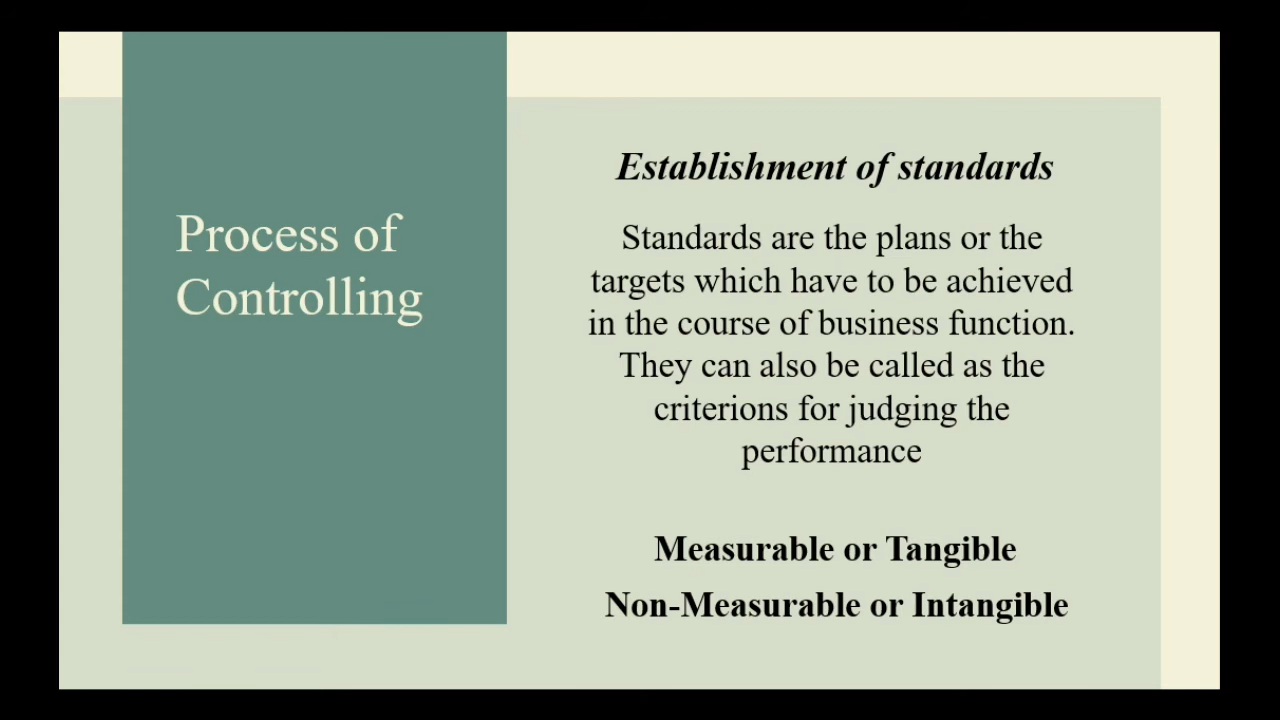 Process of
Controlling
Establishment of standards
Standards are the plans or the
targets which have to be achieved
in the course of business function.
They can also be called as the
criterions for judging the
performance
Measurable or Tangible
Non-Measurable or Intangible